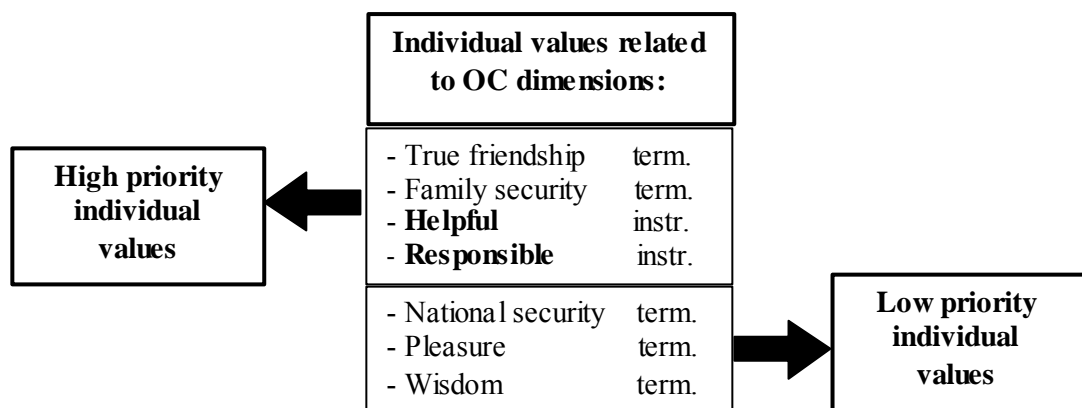 Individual values related
to OC dimensions:
High priority
individual
values
- True friendship term.
- Family security term.
- Helpful instr.
- Responsible instr.
- National security term.
- Pleasure term.
- Wisdom term.
Low priority
individual
values